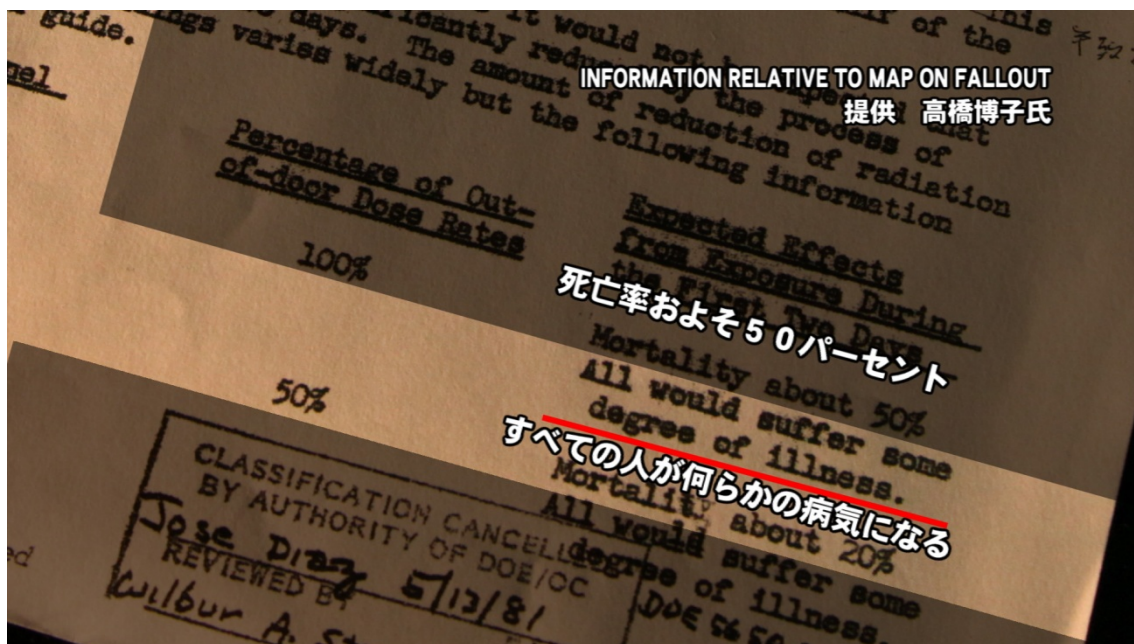 INFORMATION RELATIVE TO MAP ON FALLOUT
提供 高橋博子氏
This
of the
guide.
days.
it would not be expected that
significantly reduced by the process of
varies widely but the
The amount of reduction of radiation
following information
Percentage of Out-
of-door Dose Rates
Expected Effects
from Exposure During
the First Two Days
100%
死亡率およそ50パーセント
Mortality about 50%
All would suffer some
degree of illness.
すべての人が何らかの病気になる
50%
Mortality about 20%
All would suffer some
degree of illness.
CLASSIFICATION CANCELLED
BY AUTHORITY OF DOE/OC
Jose Diaz 5/13/81
REVIEWED BY
Wilbur A.